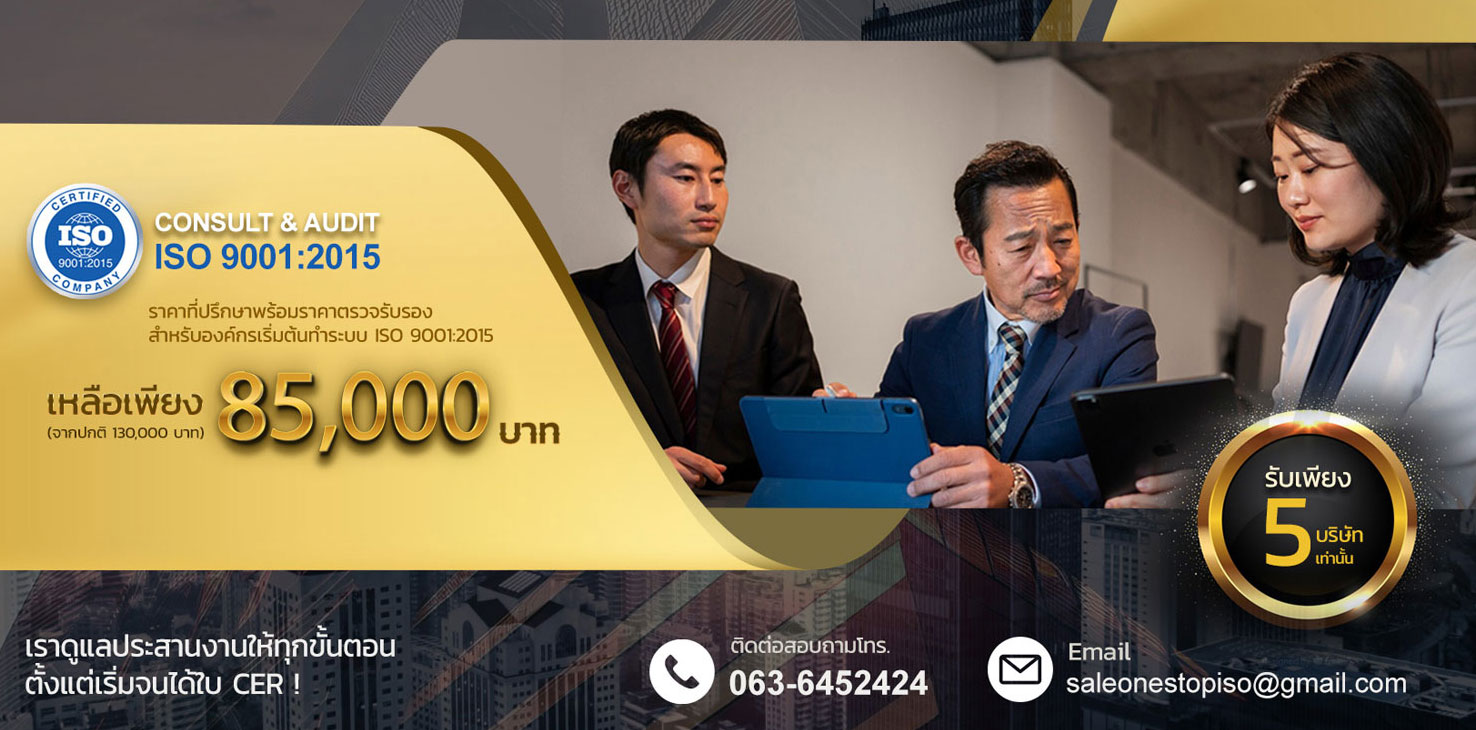 CERTIFIED
ISO
9001:2015
COMPANY
CONSULT & AUDIT
ISO 9001:2015
ราคาที่ปรึกษาพร้อมราคาตรวจรับรอง
สำหรับองค์กรเริ่มต้นทำระบบ ISO 9001:2015
เหลือเพียง 85,000 บาท
(จากปกติ 130,000 บาท)
รับเพียง
5 บริษัท
เท่านั้น
เราดูแลประสานงานให้ทุกขั้นตอน
ตั้งแต่เริ่มจนได้ใบ CER !
ติดต่อสอบถามโทร.
063-6452424
Email
saleonestopiso@gmail.com